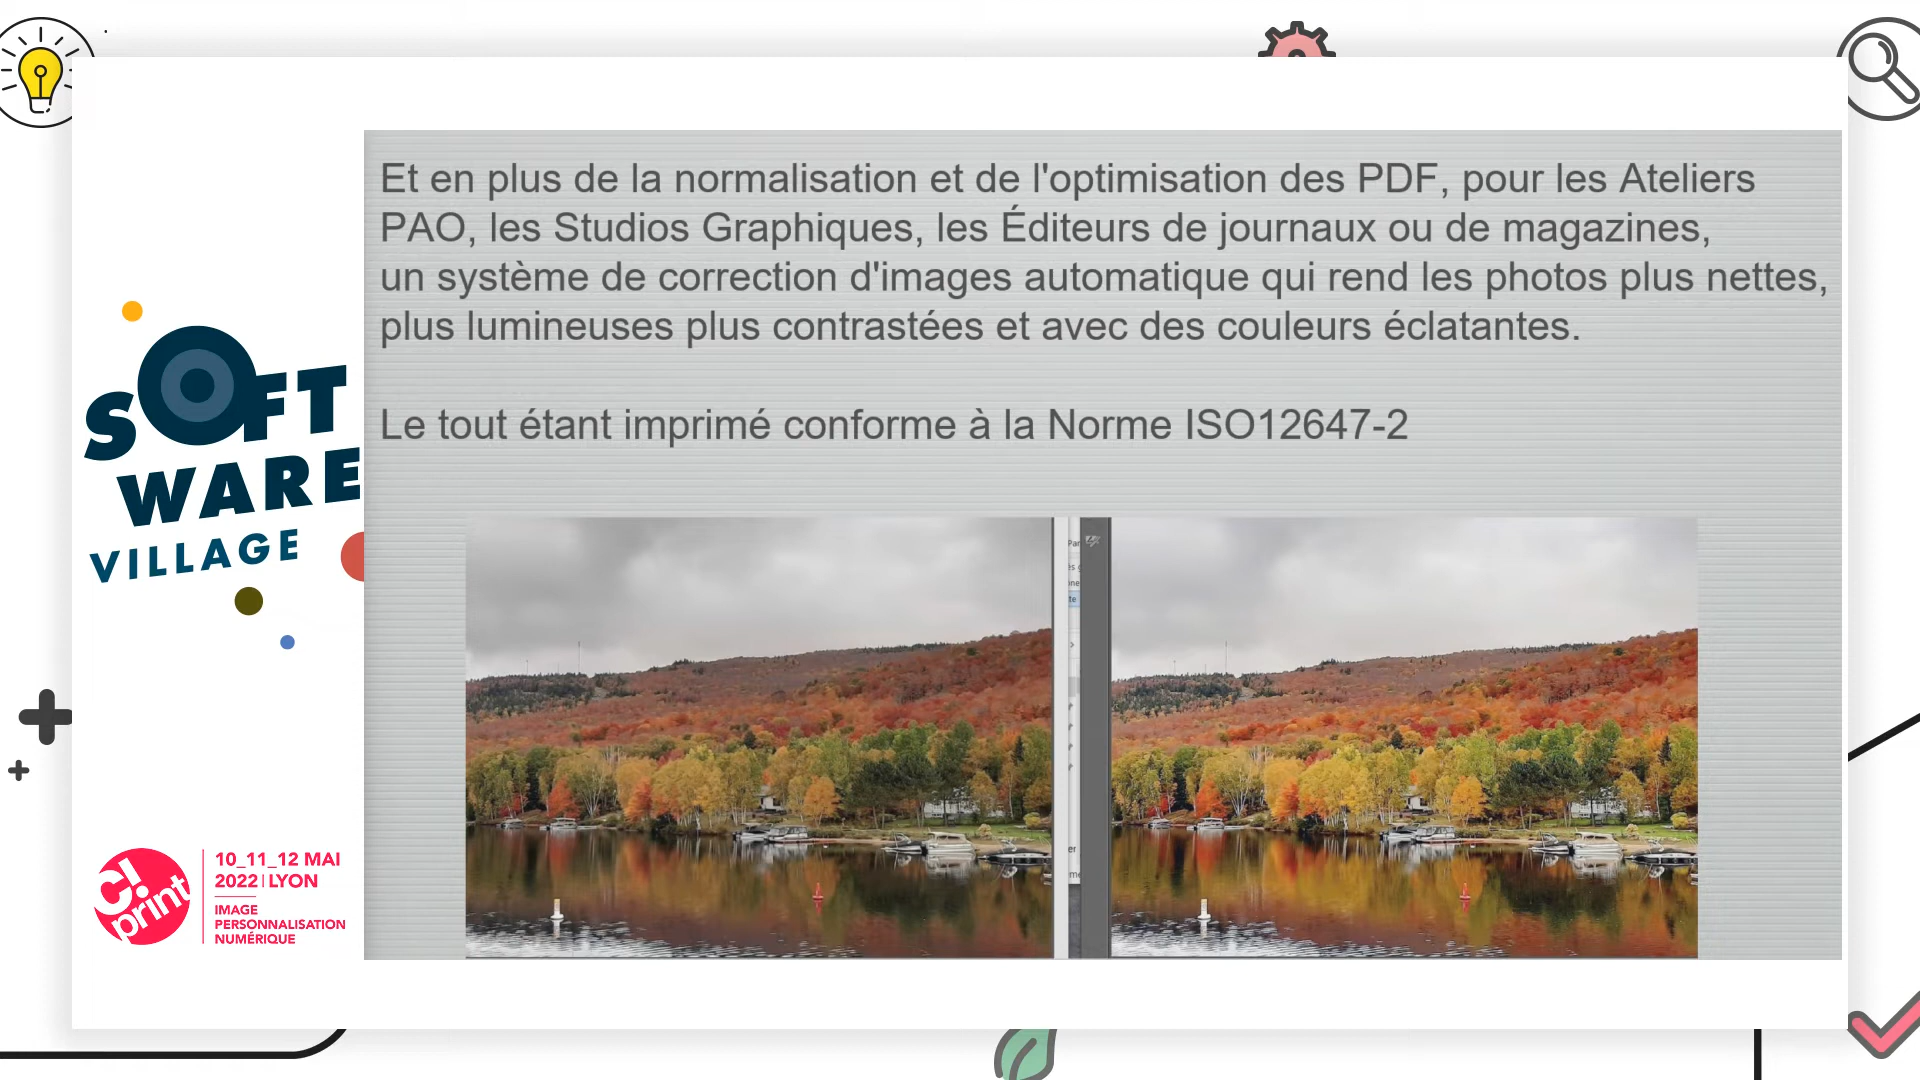 Et en plus de la normalisation et de l'optimisation des PDF, pour les Ateliers
PAO, les Studios Graphiques, les Éditeurs de journaux ou de magazines,
un système de correction d'images automatique qui rend les photos plus nettes,
plus lumineuses plus contrastées et avec des couleurs éclatantes.
Le tout étant imprimé conforme à la Norme ISO12647-2
SOFT
WARE
VILLAGE
C!
print
10_11_12 MAI
2022 | LYON
IMAGE
PERSONNALISATION
NUMÉRIQUE